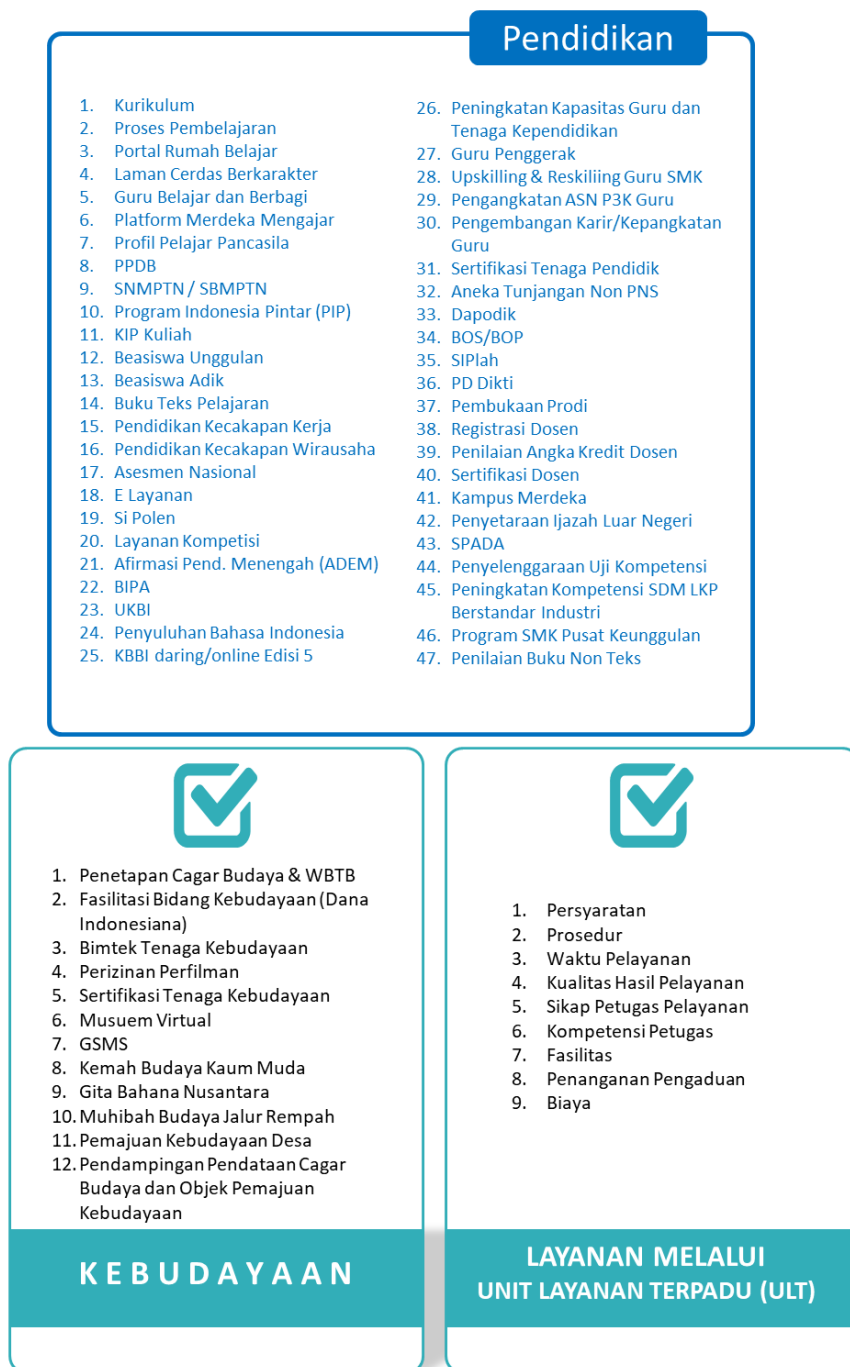 Pendidikan
1. Kurikulum
2. Proses Pembelajaran
3. Portal Rumah Belajar
4. Laman Cerdas Berkarakter
5. Guru Belajar dan Berbagi
6. Platform Merdeka Mengajar
7. Profil Pelajar Pancasila
8. PPDB
9. SNMPTN / SBMPTN
10. Program Indonesia Pintar (PIP)
11. KIP Kuliah
12. Beasiswa Unggulan
13. Beasiswa Adik
14. Buku Teks Pelajaran
15. Pendidikan Kecakapan Kerja
16. Pendidikan Kecakapan Wirausaha
17. Asesmen Nasional
18. E Layanan
19. Si Polen
20. Layanan Kompetisi
21. Afirmasi Pend. Menengah (ADEM)
22. BIPA
23. UKBI
24. Penyuluhan Bahasa Indonesia
25. KBBI daring/online Edisi 5
26. Peningkatan Kapasitas Guru dan
Tenaga Kependidikan
27. Guru Penggerak
28. Upskilling & Reskiliing Guru SMK
29. Pengangkatan ASN P3K Guru
30. Pengembangan Karir/Kepangkatan
Guru
31. Sertifikasi Tenaga Pendidik
32. Aneka Tunjangan Non PNS
33. Dapodik
34. BOS/BOP
35. SIPlah
36. PD Dikti
37. Pembukaan Prodi
38. Registrasi Dosen
39. Penilaian Angka Kredit Dosen
40. Sertifikasi Dosen
41. Kampus Merdeka
42. Penyetaraan Ijazah Luar Negeri
43. SPADA
44. Penyelenggaraan Uji Kompetensi
45. Peningkatan Kompetensi SDM LKP
Berstandar Industri
46. Program SMK Pusat Keunggulan
47. Penilaian Buku Non Teks
1. Penetapan Cagar Budaya & WBTB
2. Fasilitasi Bidang Kebudayaan (Dana
Indonesiana)
3. Bimtek Tenaga Kebudayaan
4. Perizinan Perfilman
5. Sertifikasi Tenaga Kebudayaan
6. Musuem Virtual
7. GSMS
8. Kemah Budaya Kaum Muda
9. Gita Bahana Nusantara
10. Muhibah Budaya Jalur Rempah
11. Pemajuan Kebudayaan Desa
12. Pendampingan Pendataan Cagar
Budaya dan Objek Pemajuan
Kebudayaan
KEBUDAYAAN
1. Persyaratan
2. Prosedur
3. Waktu Pelayanan
4. Kualitas Hasil Pelayanan
5. Sikap Petugas Pelayanan
6. Kompetensi Petugas
7. Fasilitas
8. Penanganan Pengaduan
9. Biaya
LAYANAN MELALUI
UNIT LAYANAN TERPADU (ULT)